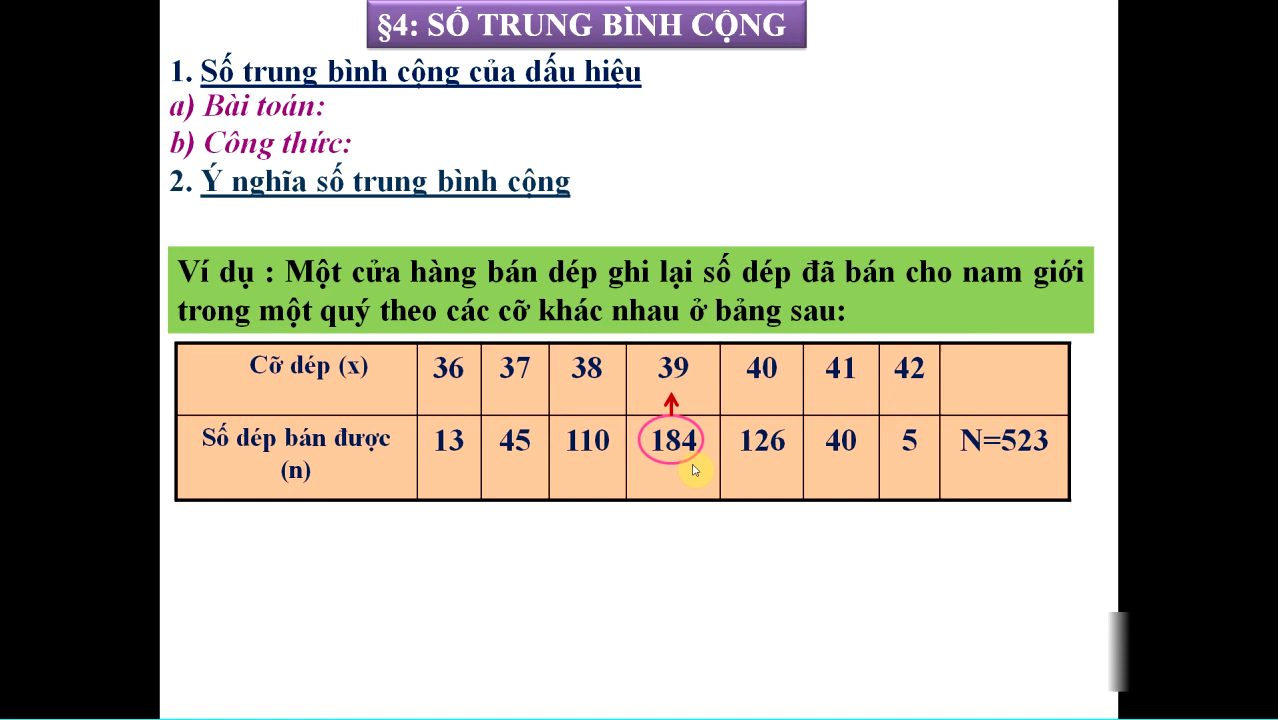 §4: SỐ TRUNG BÌNH CỘNG
1. Số trung bình cộng của dấu hiệu
a) Bài toán:
b) Công thức:
2. Ý nghĩa số trung bình cộng
Ví dụ : Một cửa hàng bán dép ghi lại số dép đã bán cho nam giới
trong một quý theo các cỡ khác nhau ở bảng sau:
Cỡ dép (x) 36 37 38 39 40 41 42
Số dép bán được 13 45 110 184 126 40 5 N=523
(n)